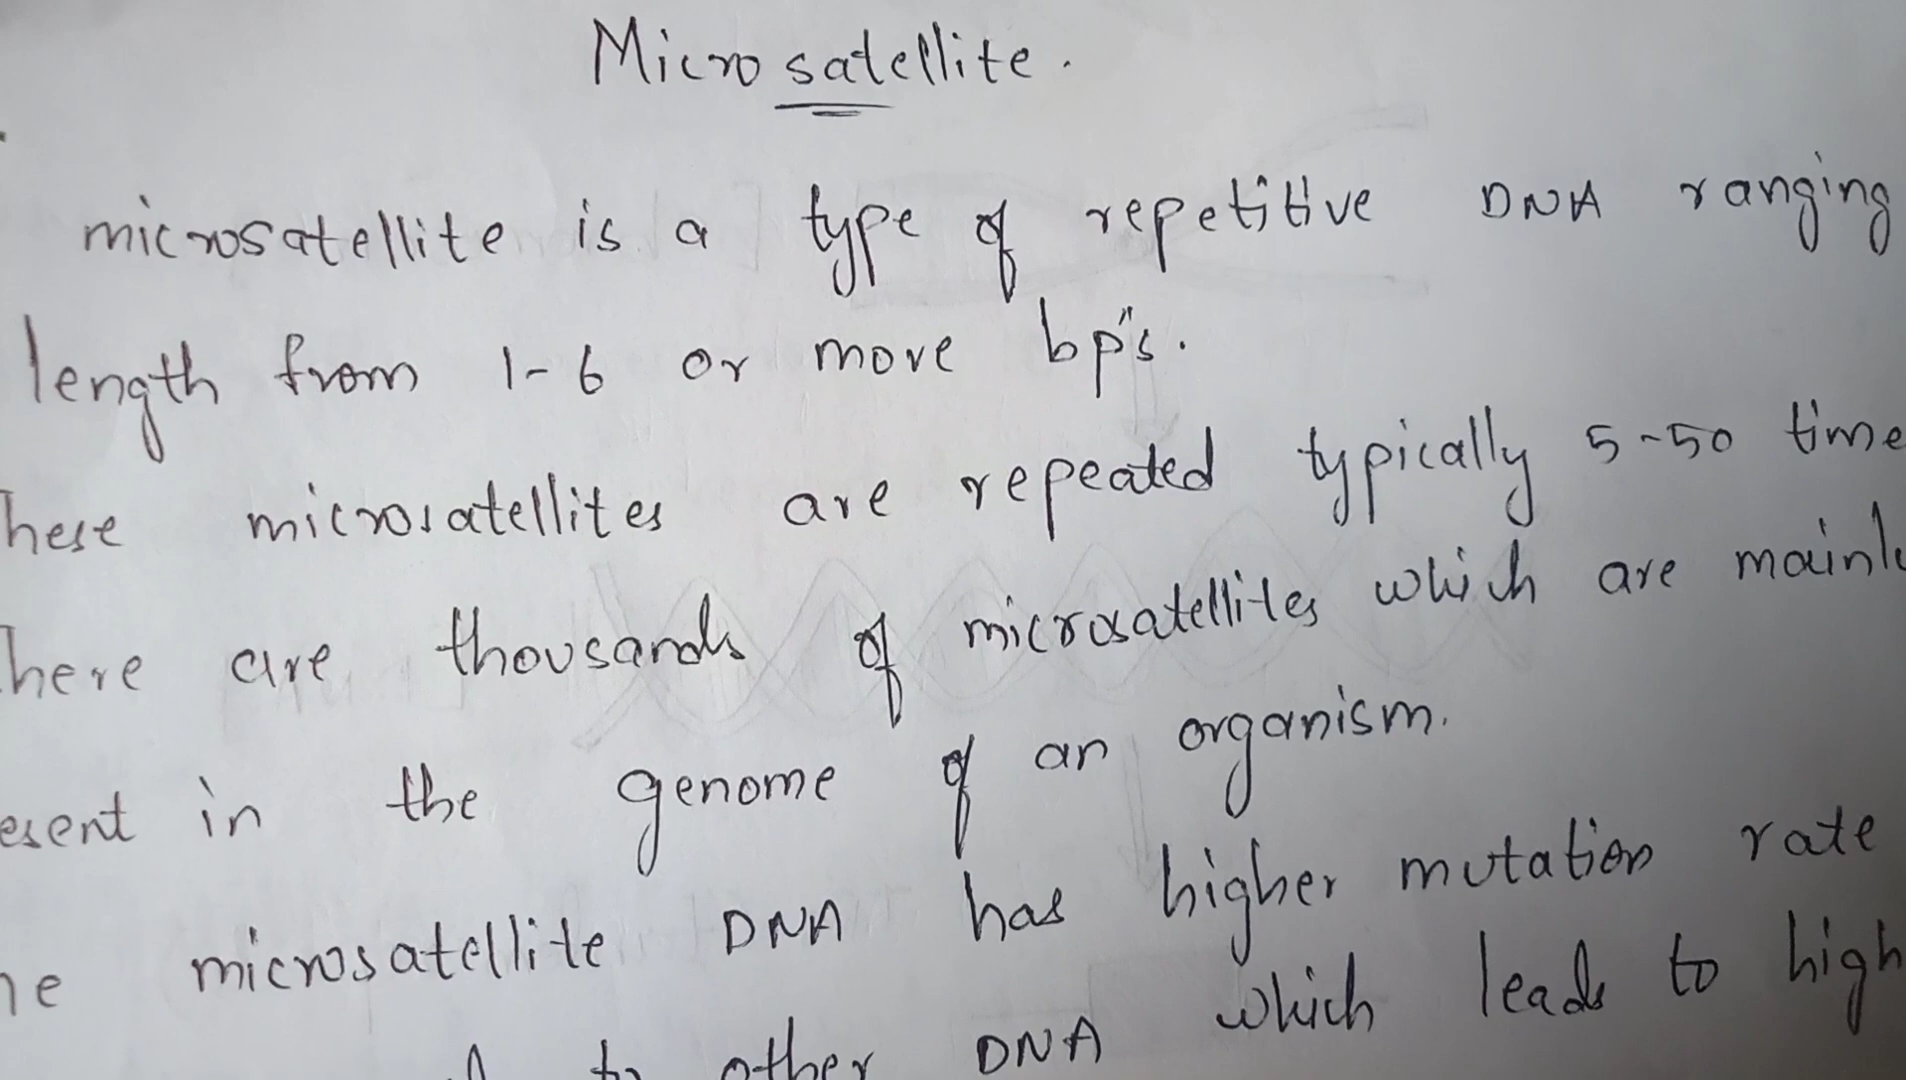 Microsatellite.
microsatellite is a type of repetitive DNA ranging
length from 1-6 or more bp's.
hese microsatellites are repeated typically 5-50 time
here are thousands of microsatellites which are mainl
esent in the genome of an organism.
he microsatellite DNA has higher mutation rate
to other DNA which leads to high